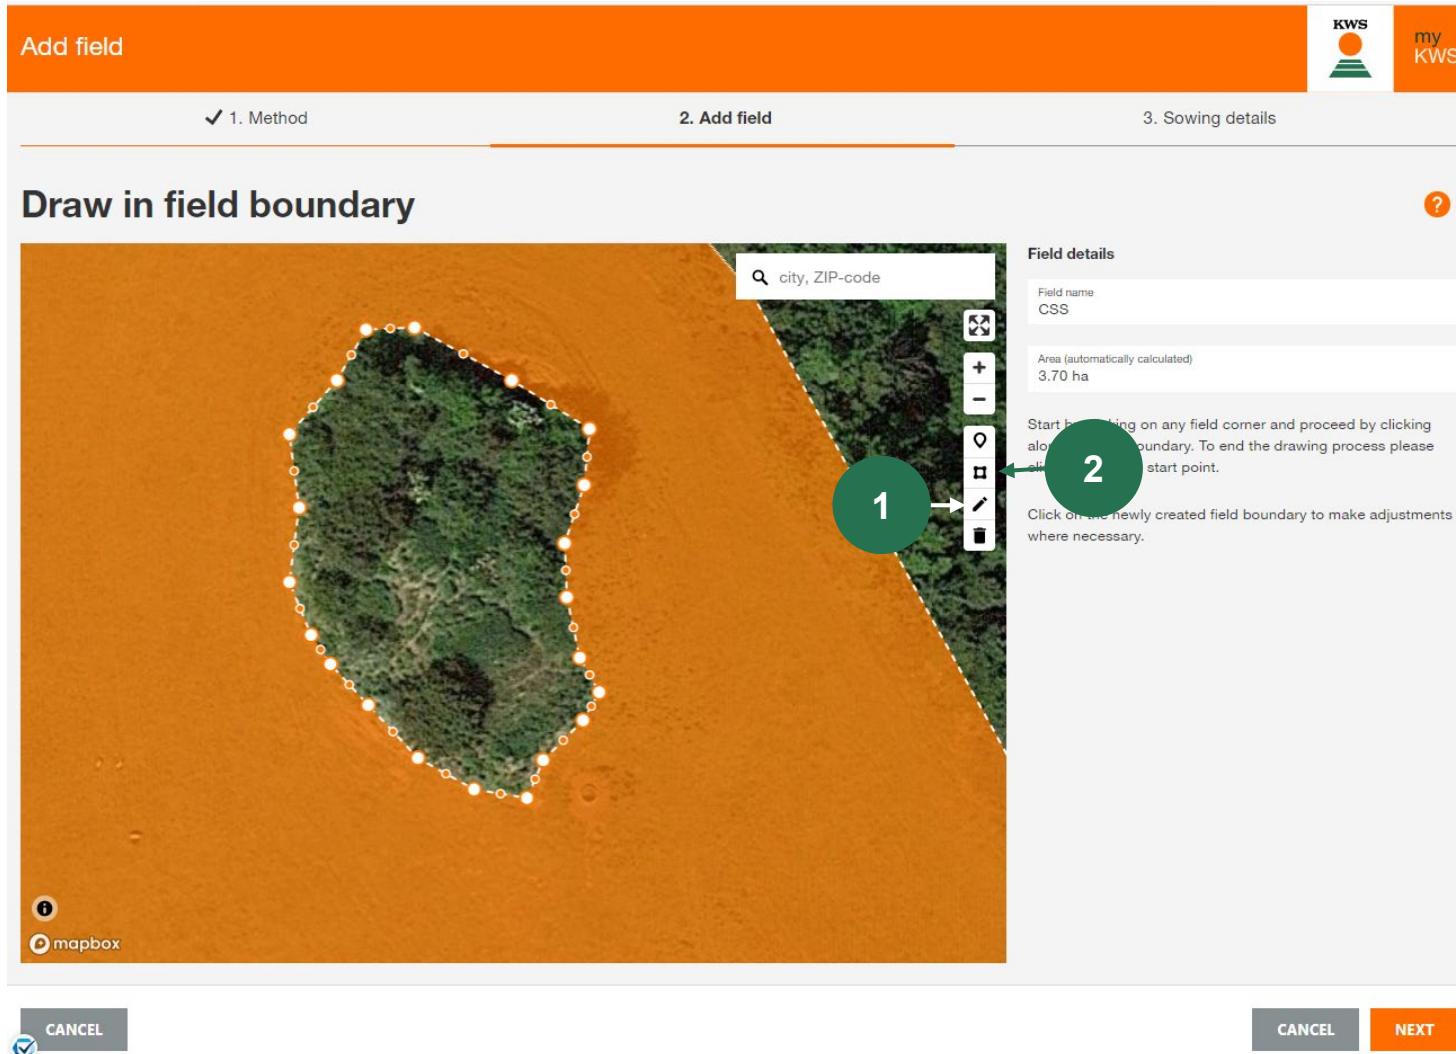 Add field
KWS
my
KWS
1. Method
2. Add field
3. Sowing details
Draw in field boundary
?
city, ZIP-code
Field details
Field name
CSS
Area (automatically calculated)
3.70 ha
Start on any field corner and proceed by clicking
boundary. To end the drawing process please
start point.
1
2
Click on the newly created field boundary to make adjustments
where necessary.
mapbox
CANCEL
CANCEL
NEXT